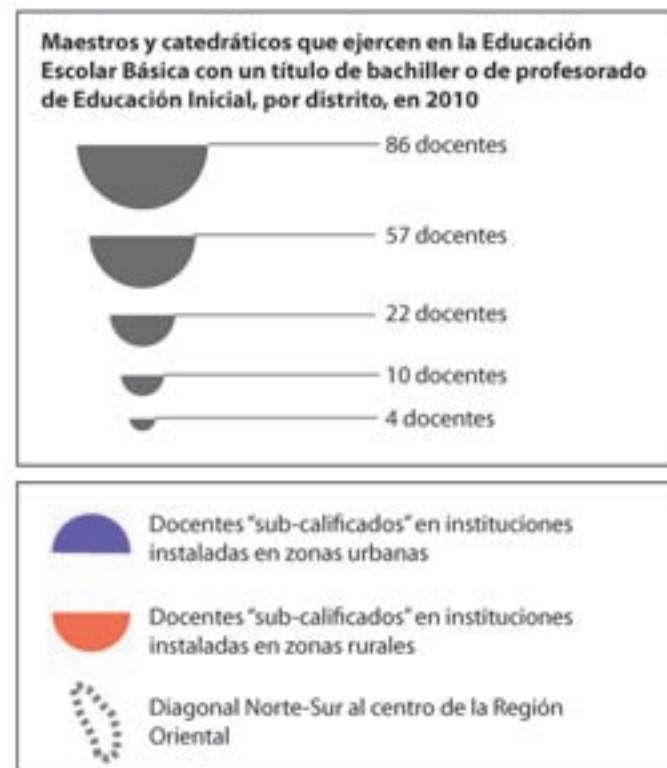 Maestros y catedráticos que ejercen en la Educación
Escolar Básica con un título de bachiller o de profesorado
de Educación Inicial, por distrito, en 2010
86 docentes
57 docentes
22 docentes
10 docentes
4 docentes
Docentes "sub-calificados" en instituciones
instaladas en zonas urbanas
Docentes "sub-calificados" en instituciones
instaladas en zonas rurales
Diagonal Norte-Sur al centro de la Región
Oriental